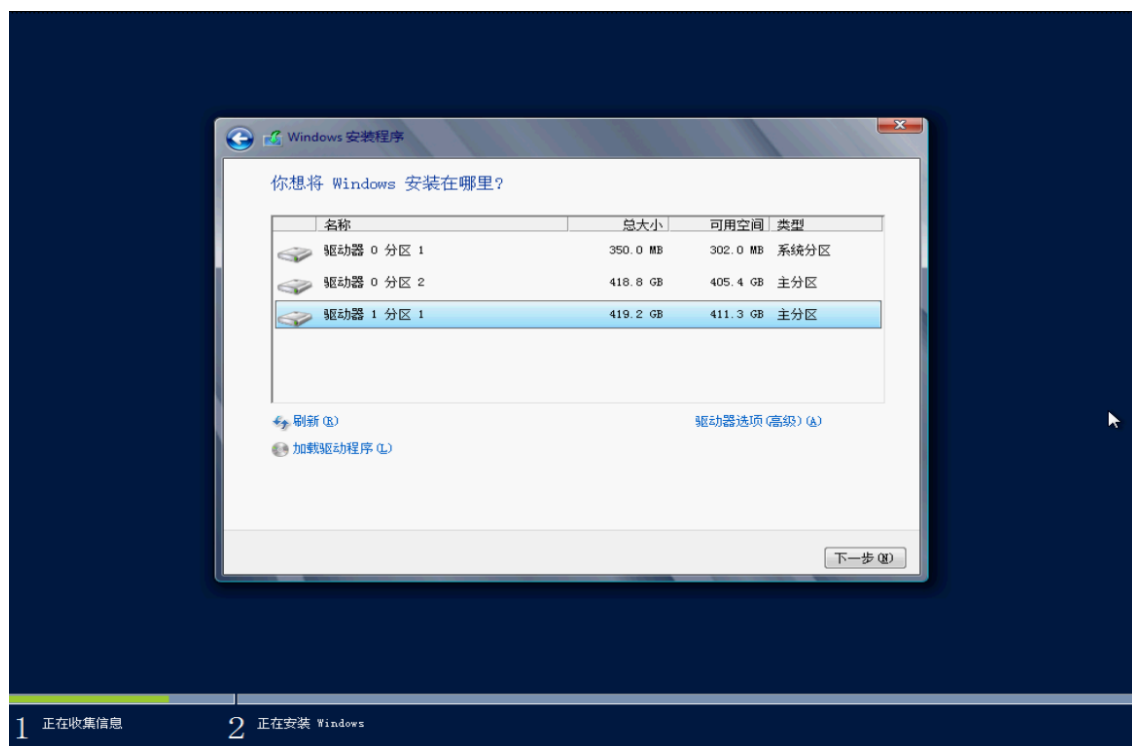 Windows 安装程序
你想将 Windows 安装在哪里?
名称 总大小 可用空间 类型
驱动器 0 分区 1 350.0 MB 302.0 MB 系统分区
驱动器 0 分区 2 418.8 GB 405.4 GB 主分区
驱动器 1 分区 1 419.2 GB 411.3 GB 主分区
刷新(R) 驱动器选项(高级)(A)
加载驱动程序(L)
下一步(N)
1 正在收集信息 2 正在安装 Windows